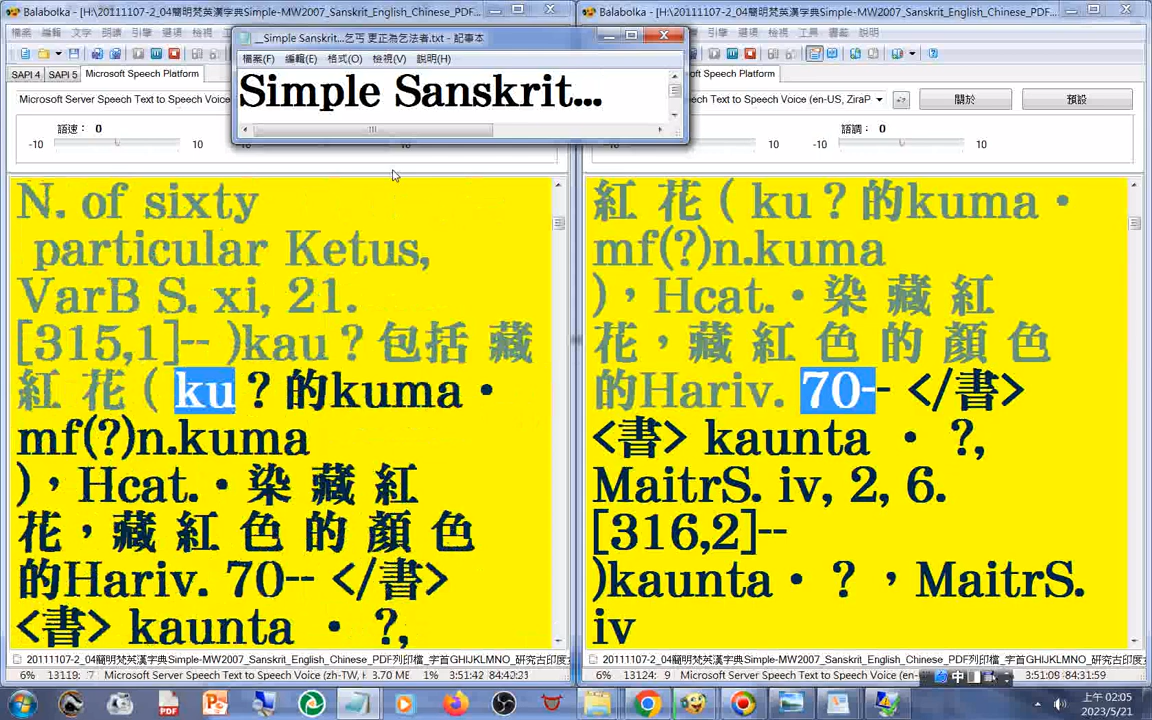 Balabolka - [H:\20111107-2_04簡明梵英漢字典Simple-MW2007_Sanskrit_English_Chinese_PDF...
Balabolka - [H:\20111107-2_04簡明梵英漢字典Simple-MW2007_Sanskrit_English_Chinese_PDF...
__Simple Sanskrit...乞丐 更正為乞法者.txt - 記事本
檔案(F) 編輯(E) 格式(O) 檢視(V) 說明(H)
Simple Sanskrit...
SAPI 4 SAPI 5 Microsoft Speech Platform
oft Speech Platform
Microsoft Server Speech Text to Speech Voice
ech Text to Speech Voice (en-US, ZiraP
關於 預設
語速： 0
-10 10 -10
語調： 0
10 -10 10
N. of sixty
particular Ketus,
VarB S. xi, 21.
[315,1]-- )kau？包括 藏
紅 花（ ku？的kuma・
mf(?)n.kuma
)，Hcat.・染 藏 紅
花，藏 紅 色 的 顏 色
的Hariv. 70-- </書>
<書> kaunta ・ ?,
紅 花（ ku？的kuma・
mf(?)n.kuma
)，Hcat.・染 藏 紅
花，藏 紅 色 的 顏 色
的Hariv. 70-- </書>
<書> kaunta ・ ?,
MaitrS. iv, 2, 6.
[316,2]--
)kaunta・？，MaitrS.
iv
20111107-2_04簡明梵英漢字典Simple-MW2007_Sanskrit_English_Chinese_PDF列印檔_字首GHIJKLMNO_研究古印度
20111107-2_04簡明梵英漢字典Simple-MW2007_Sanskrit_English_Chinese_PDF列印檔_字首GHIJKLMNO_研究古印度
6% 13119: 7 Microsoft Server Speech Text to Speech Voice (zh-TW, H 3.70 MB 1% 3:51:42 84:40:23
6% 13124: 9 Microsoft Server Speech Text to Speech Voice 3:51:09 84:31:59
中
上午 02:05
2023/5/21